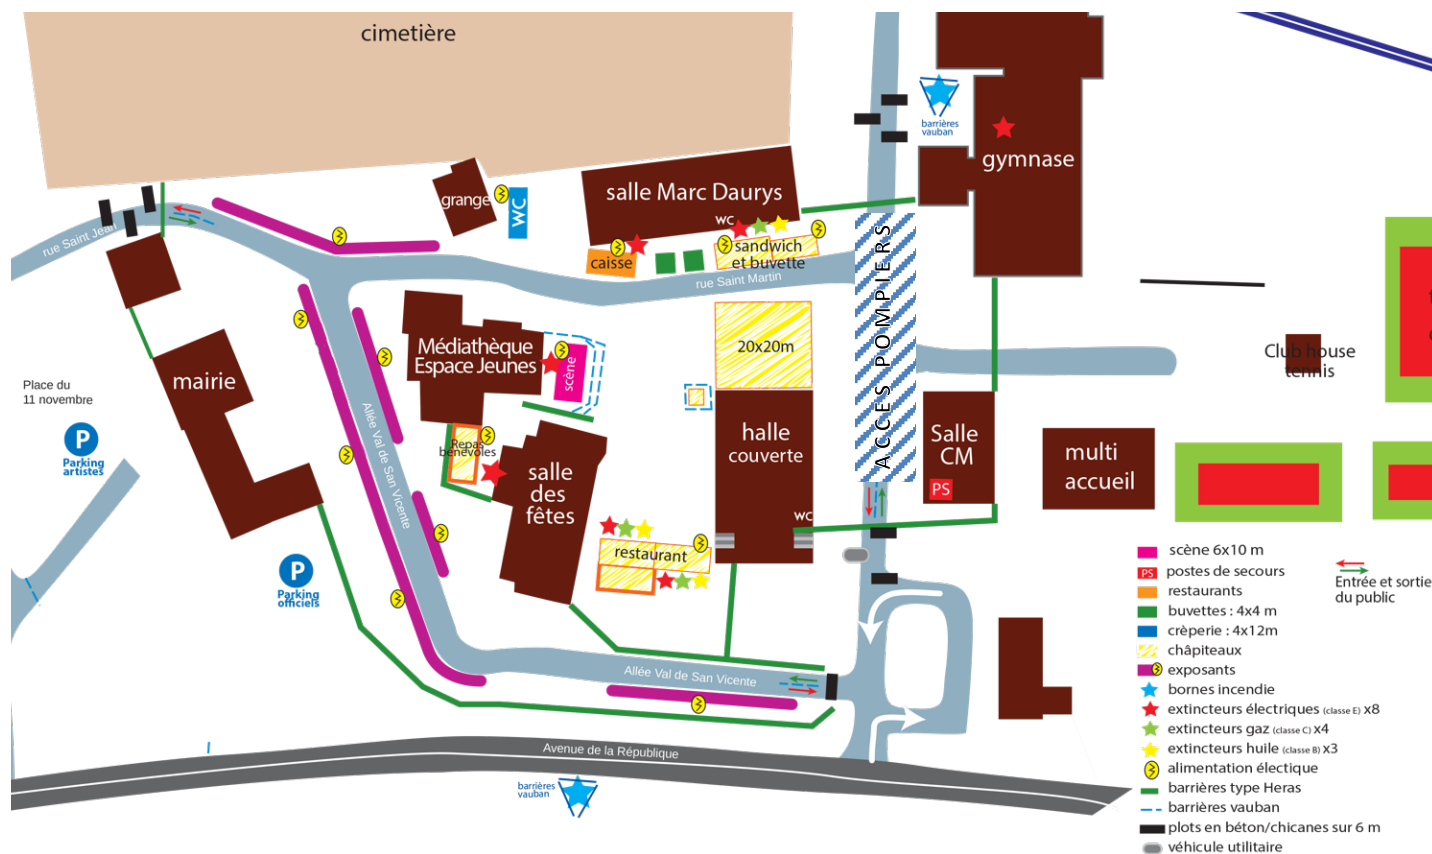 cimetière
barrières
vauban
gymnase
grange
WC
salle Marc Daurys
WC
caisse
sandwich
et buvette
rue Saint Jean
rue Saint Martin
ACCES POMPIERS
Médiathèque
Espace Jeunes
scène
20x20m
Club house
tennis
mairie
Place du
11 novembre
P
Parking
artistes
Allée Val de San Vicente
Repas
bénévoles
salle
des
fêtes
halle
couverte
WC
Salle
CM
PS
multi
accueil
restaurant
P
Parking
officiels
Allée Val de San Vicente
Avenue de la République
barrières
vauban
scène 6x10 m
PS postes de secours
restaurants
buvettes : 4x4 m
crèperie : 4x12m
châpiteaux
exposants
bornes incendie
extincteurs électriques (classe E) x8
extincteurs gaz (classe C) x4
extincteurs huile (classe B) x3
alimentation électique
barrières type Heras
barrières vauban
plots en béton/chicanes sur 6 m
véhicule utilitaire
Entrée et sortie
du public